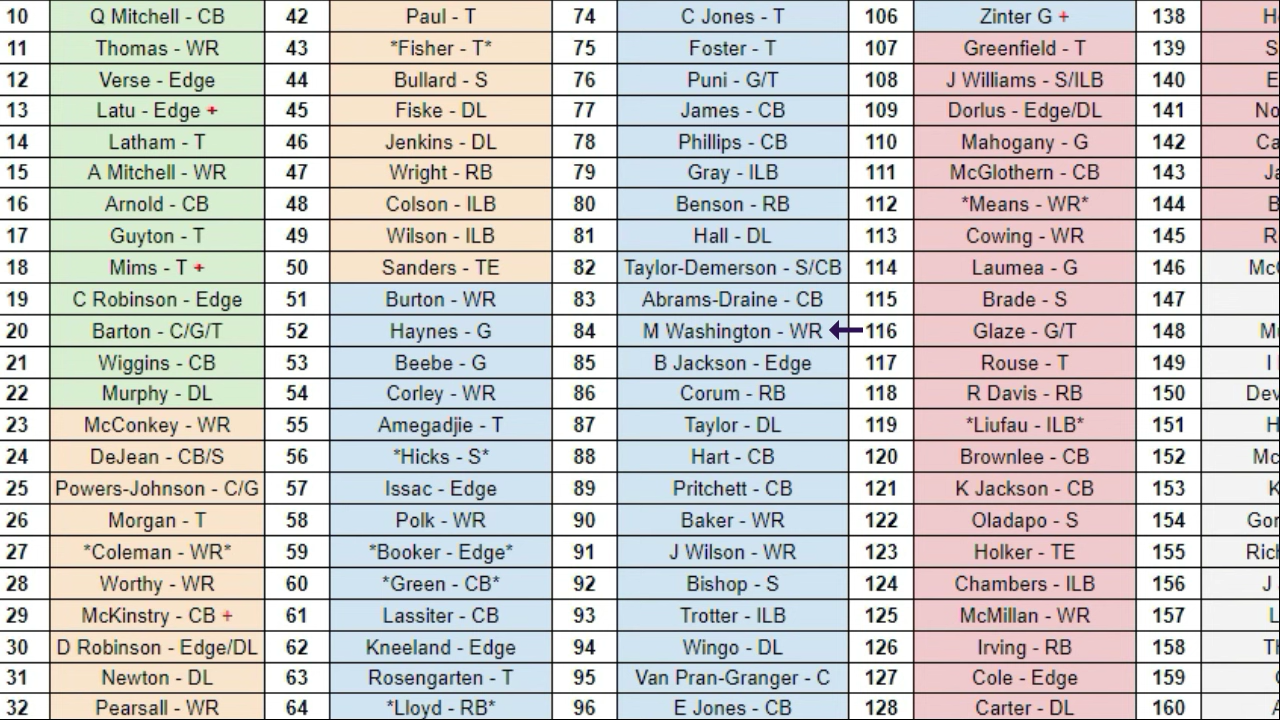 10 Q Mitchell - CB 42 Paul - T 74 C Jones - T 106 Zinter G + 138
11 Thomas - WR 43 *Fisher - T* 75 Foster - T 107 Greenfield - T 139
12 Verse - Edge 44 Bullard - S 76 Puni - G/T 108 J Williams - S/ILB 140
13 Latu - Edge + 45 Fiske - DL 77 James - CB 109 Dorlus - Edge/DL 141
14 Latham - T 46 Jenkins - DL 78 Phillips - CB 110 Mahogany - G 142
15 A Mitchell - WR 47 Wright - RB 79 Gray - ILB 111 McGlothern - CB 143
16 Arnold - CB 48 Colson - ILB 80 Benson - RB 112 *Means - WR* 144
17 Guyton - T 49 Wilson - ILB 81 Hall - DL 113 Cowing - WR 145
18 Mims - T + 50 Sanders - TE 82 Taylor-Demerson - S/CB 114 Laumea - G 146
19 C Robinson - Edge 51 Burton - WR 83 Abrams-Draine - CB 115 Brade - S 147
20 Barton - C/G/T 52 Haynes - G 84 M Washington - WR 116 Glaze - G/T 148
21 Wiggins - CB 53 Beebe - G 85 B Jackson - Edge 117 Rouse - T 149
22 Murphy - DL 54 Corley - WR 86 Corum - RB 118 R Davis - RB 150
23 McConkey - WR 55 Amegadjie - T 87 Taylor - DL 119 *Liufau - ILB* 151
24 DeJean - CB/S 56 *Hicks - S* 88 Hart - CB 120 Brownlee - CB 152
25 Powers-Johnson - C/G 57 Issac - Edge 89 Pritchett - CB 121 K Jackson - CB 153
26 Morgan - T 58 Polk - WR 90 Baker - WR 122 Oladapo - S 154
27 *Coleman - WR* 59 *Booker - Edge* 91 J Wilson - WR 123 Holker - TE 155
28 Worthy - WR 60 *Green - CB* 92 Bishop - S 124 Chambers - ILB 156
29 McKinstry - CB + 61 Lassiter - CB 93 Trotter - ILB 125 McMillan - WR 157
30 D Robinson - Edge/DL 62 Kneeland - Edge 94 Wingo - DL 126 Irving - RB 158
31 Newton - DL 63 Rosengarten - T 95 Van Pran-Granger - C 127 Cole - Edge 159
32 Pearsall - WR 64 *Lloyd - RB* 96 E Jones - CB 128 Carter - DL 160